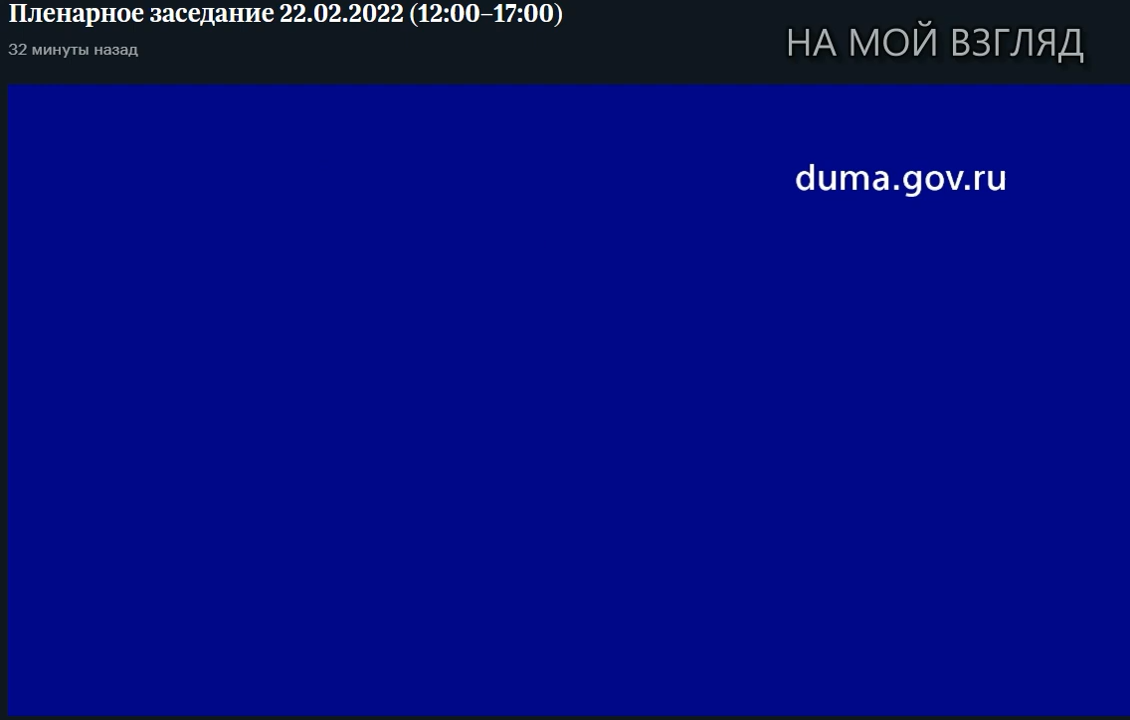 Пленарное заседание 22.02.2022 (12:00–17:00)
32 минуты назад
НА МОЙ ВЗГЛЯД
duma.gov.ru